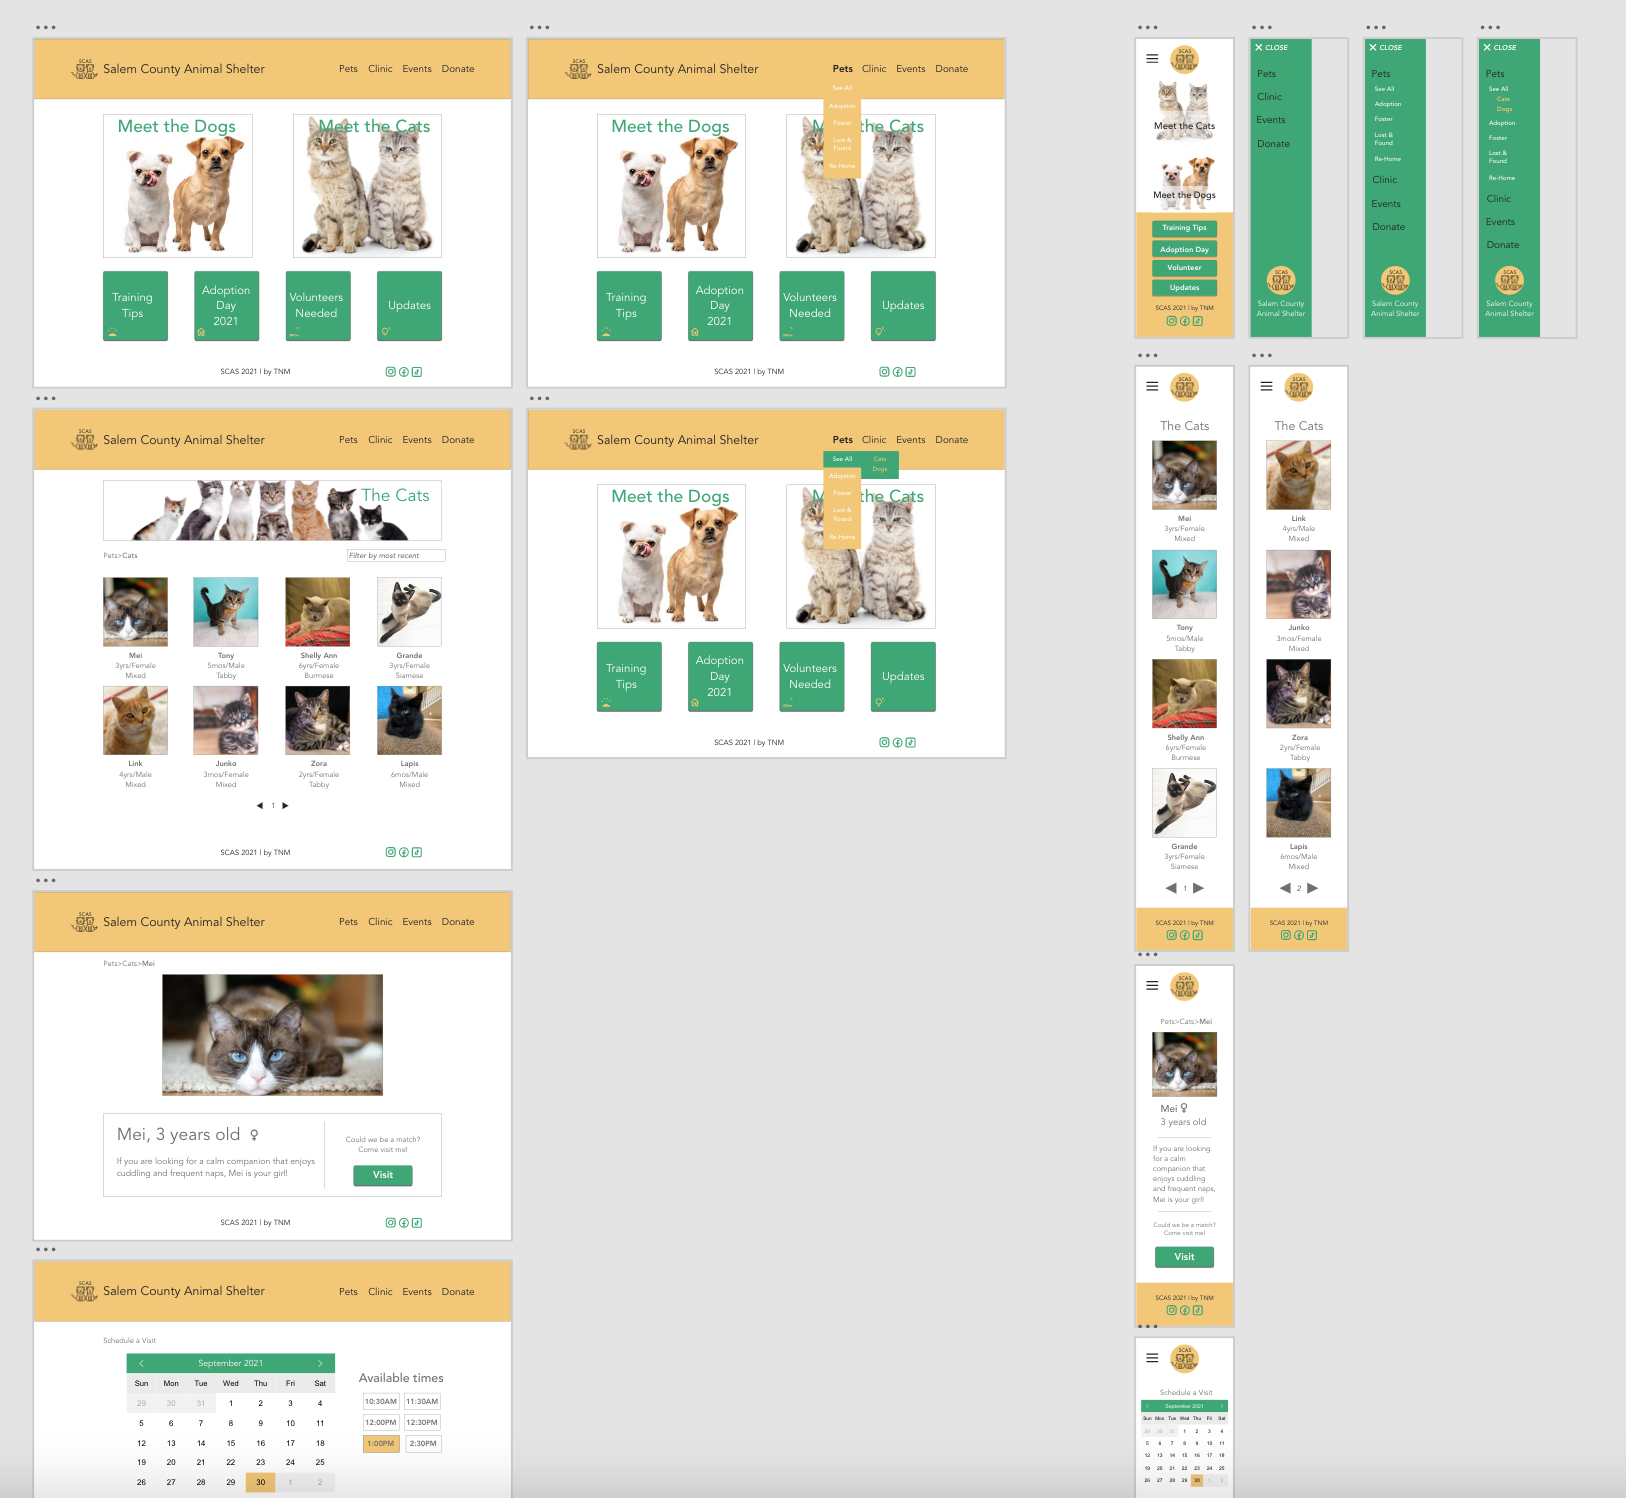 SCAS
Salem County Animal Shelter
Pets Clinic Events Donate
Meet the Dogs
Meet the Cats
Training Tips
Adoption Day 2021
Volunteers Needed
Updates
SCAS 2021 | by TNM
SCAS
Salem County Animal Shelter
Pets Clinic Events Donate
See All
Adoption
Foster
Lost & Found
Re-Home
Meet the Dogs
M the Cats
Training Tips
Adoption Day 2021
Volunteers Needed
Updates
SCAS 2021 | by TNM
SCAS
Meet the Cats
Meet the Dogs
Training Tips
Adoption Day
Volunteer
Updates
SCAS 2021 | by TNM
X CLOSE
Pets
Clinic
Events
Donate
SCAS
Salem County
Animal Shelter
X CLOSE
Pets
See All
Adoption
Foster
Lost &
Found
Re-Home
Clinic
Events
Donate
SCAS
Salem County
Animal Shelter
X CLOSE
Pets
See All
Cats
Dogs
Adoption
Foster
Lost &
Found
Re-Home
Clinic
Events
Donate
SCAS
Salem County
Animal Shelter
SCAS
Salem County Animal Shelter
Pets Clinic Events Donate
The Cats
Pets>Cats
Filter by most recent
Mei
3yrs/Female
Mixed
Tony
5mos/Male
Tabby
Shelly Ann
6yrs/Female
Burmese
Grande
3yrs/Female
Siamese
Link
4yrs/Male
Mixed
Junko
3mos/Female
Mixed
Zora
2yrs/Female
Tabby
Lapis
6mos/Male
Mixed
1
SCAS 2021 | by TNM
SCAS
Salem County Animal Shelter
Pets Clinic Events Donate
See All
Cats
Dogs
Adoption
Foster
Lost &
Found
Re-Home
Meet the Dogs
M the Cats
Training Tips
Adoption Day 2021
Volunteers Needed
Updates
SCAS 2021 | by TNM
SCAS
The Cats
Mei
3yrs/Female
Mixed
Tony
5mos/Male
Tabby
Shelly Ann
6yrs/Female
Burmese
Grande
3yrs/Female
Siamese
1
SCAS 2021 | by TNM
SCAS
The Cats
Link
4yrs/Male
Mixed
Junko
3mos/Female
Mixed
Zora
2yrs/Female
Tabby
Lapis
6mos/Male
Mixed
2
SCAS 2021 | by TNM
SCAS
Salem County Animal Shelter
Pets Clinic Events Donate
Pets>Cats>Mei
Mei, 3 years old
If you are looking for a calm companion that enjoys
cuddling and frequent naps, Mei is your girl!
Could we be a match?
Come visit me!
Visit
SCAS 2021 | by TNM
SCAS
Pets>Cats>Mei
Mei
3 years old
If you are looking
for a calm
companion that
enjoys cuddling
and frequent naps,
Mei is your girl!
Could we be a match?
Come visit me!
Visit
SCAS 2021 | by TNM
SCAS
Salem County Animal Shelter
Pets Clinic Events Donate
Schedule a Visit
September 2021
Sun Mon Tue Wed Thu Fri Sat
29 30 31 1 2 3 4
5 6 7 8 9 10 11
12 13 14 15 16 17 18
19 20 21 22 23 24 25
26 27 28 29 30 1 2
Available times
10:30AM 11:30AM
12:00PM 12:30PM
1:00PM 2:30PM
SCAS
Schedule a Visit
September 2021
Sun Mon Tue Wed Thu Fri Sat
29 30 31 1 2 3 4
5 6 7 8 9 10 11
12 13 14 15 16 17 18
19 20 21 22 23 24 25
26 27 28 29 30 1 2